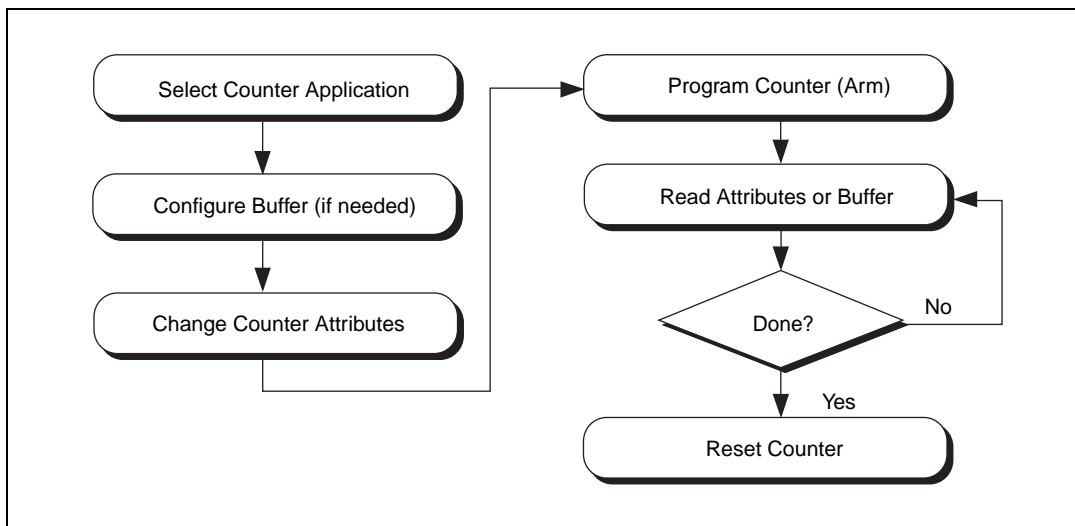 Select Counter Application
Configure Buffer (if needed)
Change Counter Attributes
Program Counter (Arm)
Read Attributes or Buffer
Done?
No
Yes
Reset Counter